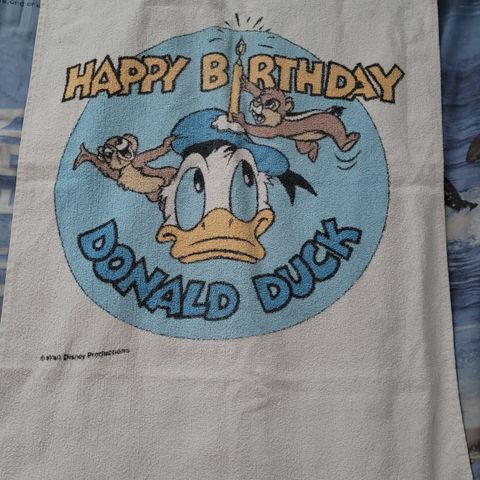 HAPPY BIRTHDAY
DONALD DUCK
© Walt Disney Productions